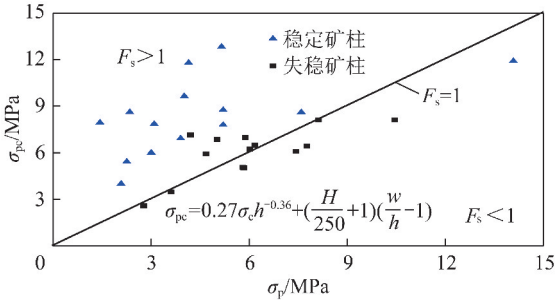 15
12
9
6
3
0
3
6
9
12
15
σpc/MPa
σp/MPa
Fs>1
稳定矿柱
失稳矿柱
Fs=1
σpc=0.27σch^-0.36+(H/250+1)(w/h-1)
Fs<1